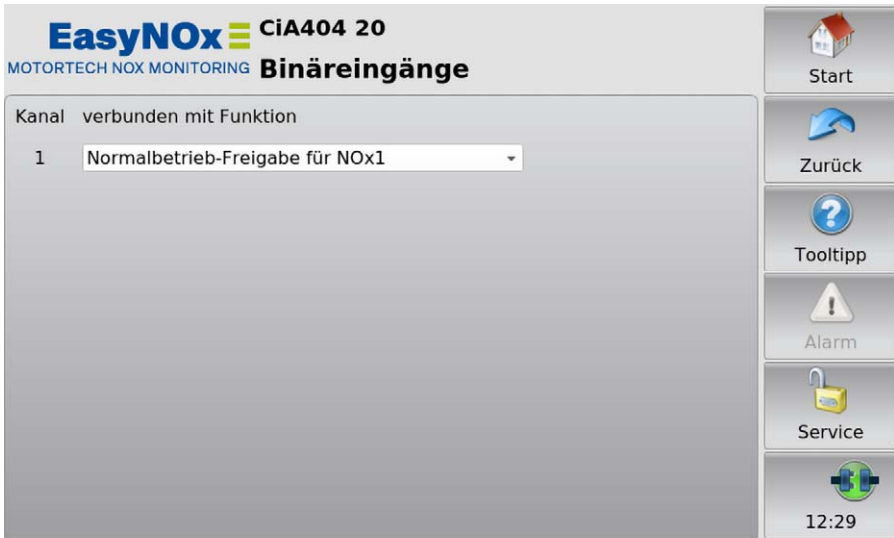 EasyNOx
MOTORTECH NOX MONITORING
CiA404 20
Binäreingänge
Kanal verbunden mit Funktion
1 Normalbetrieb-Freigabe für NOx1
Start
Zurück
Tooltipp
Alarm
Service
12:29